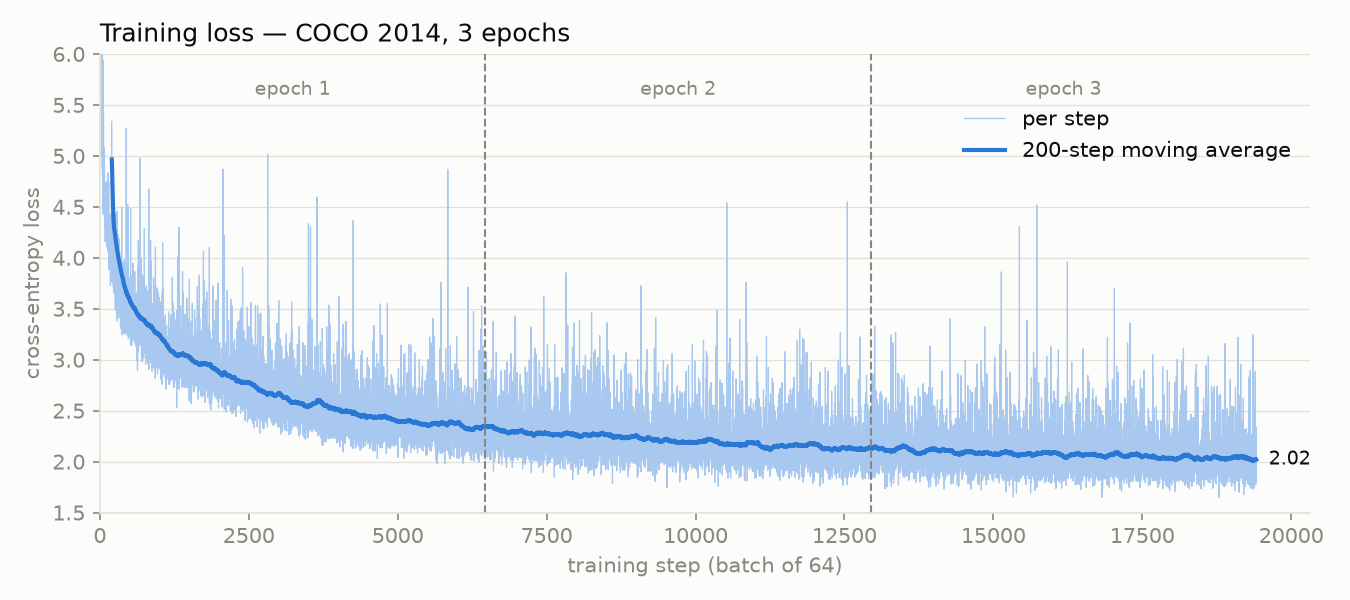 Training loss — COCO 2014, 3 epochs
6.0
5.5
5.0
4.5
4.0
3.5
3.0
2.5
2.0
1.5
cross-entropy loss
epoch 1
epoch 2
epoch 3
per step
200-step moving average
2.02
0
2500
5000
7500
10000
12500
15000
17500
20000
training step (batch of 64)